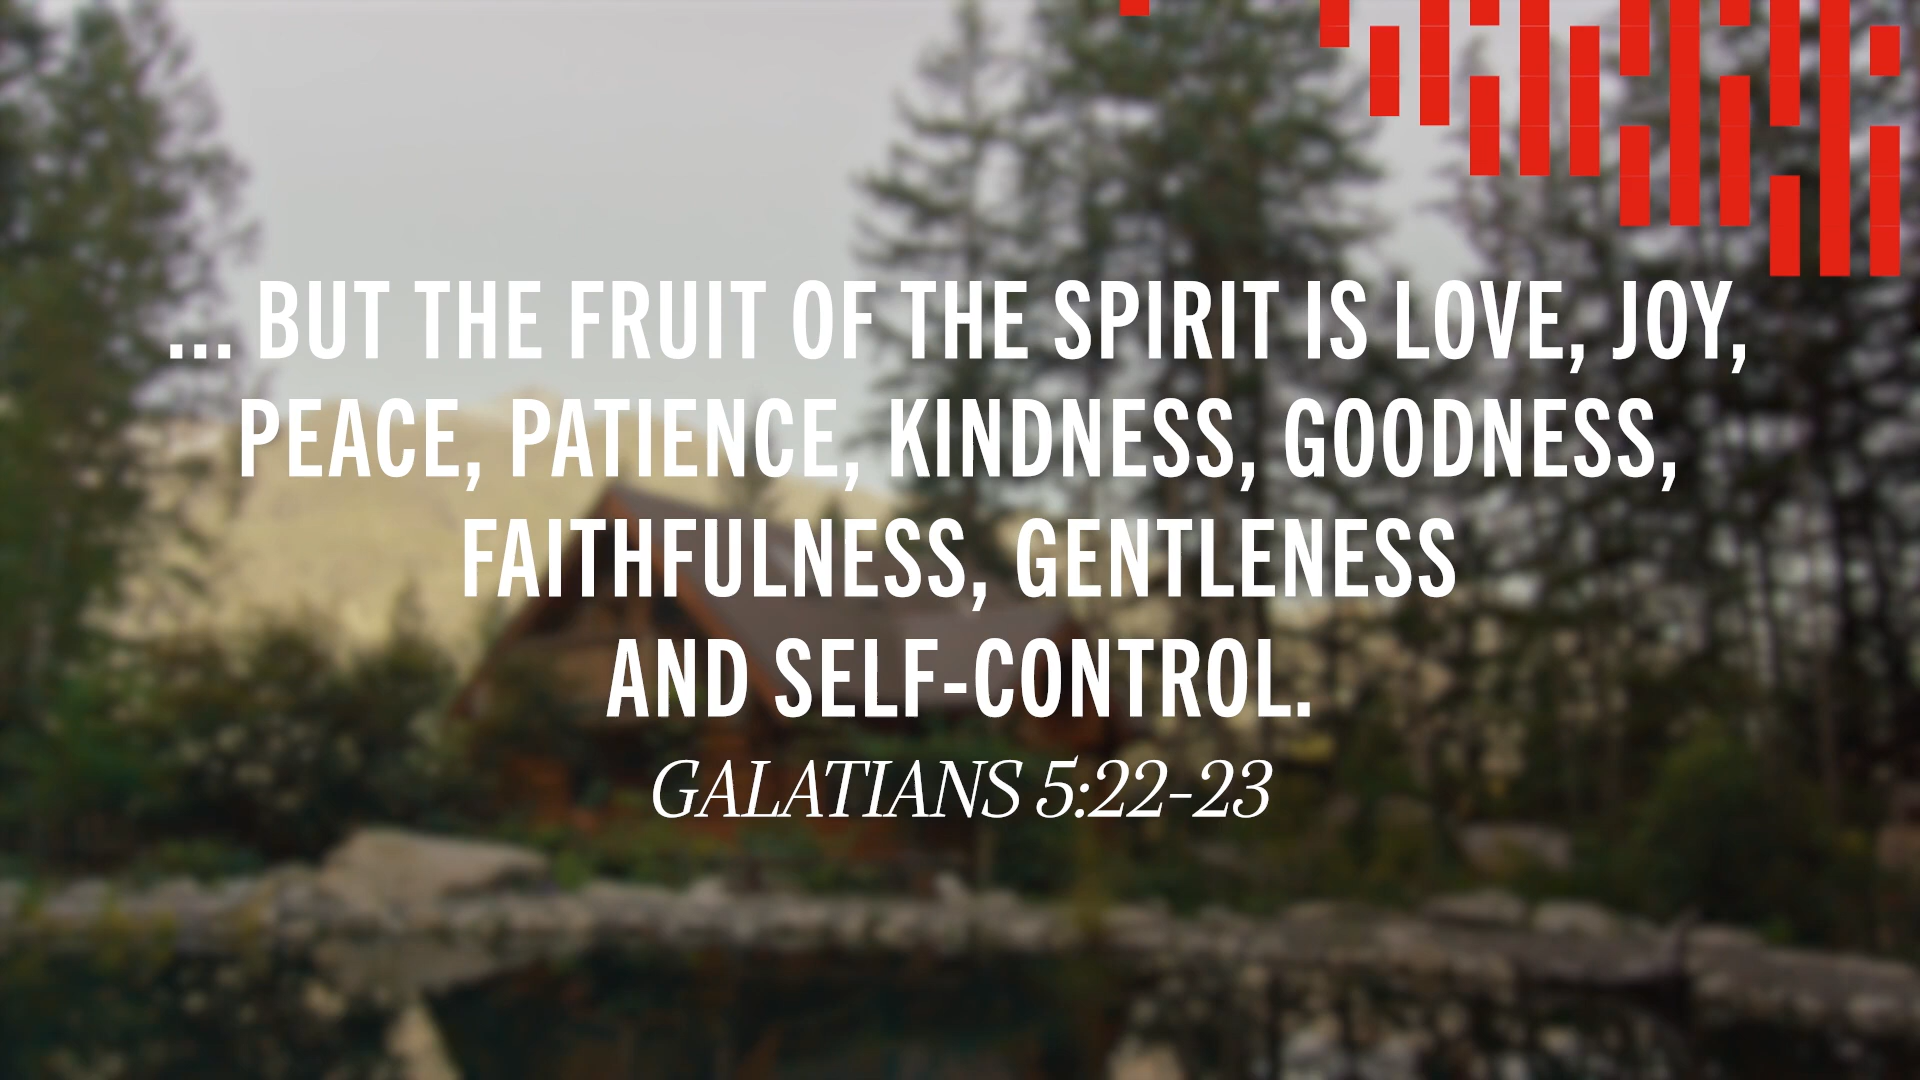 ... BUT THE FRUIT OF THE SPIRIT IS LOVE, JOY,
PEACE, PATIENCE, KINDNESS, GOODNESS,
FAITHFULNESS, GENTLENESS
AND SELF-CONTROL.
GALATIANS 5:22-23